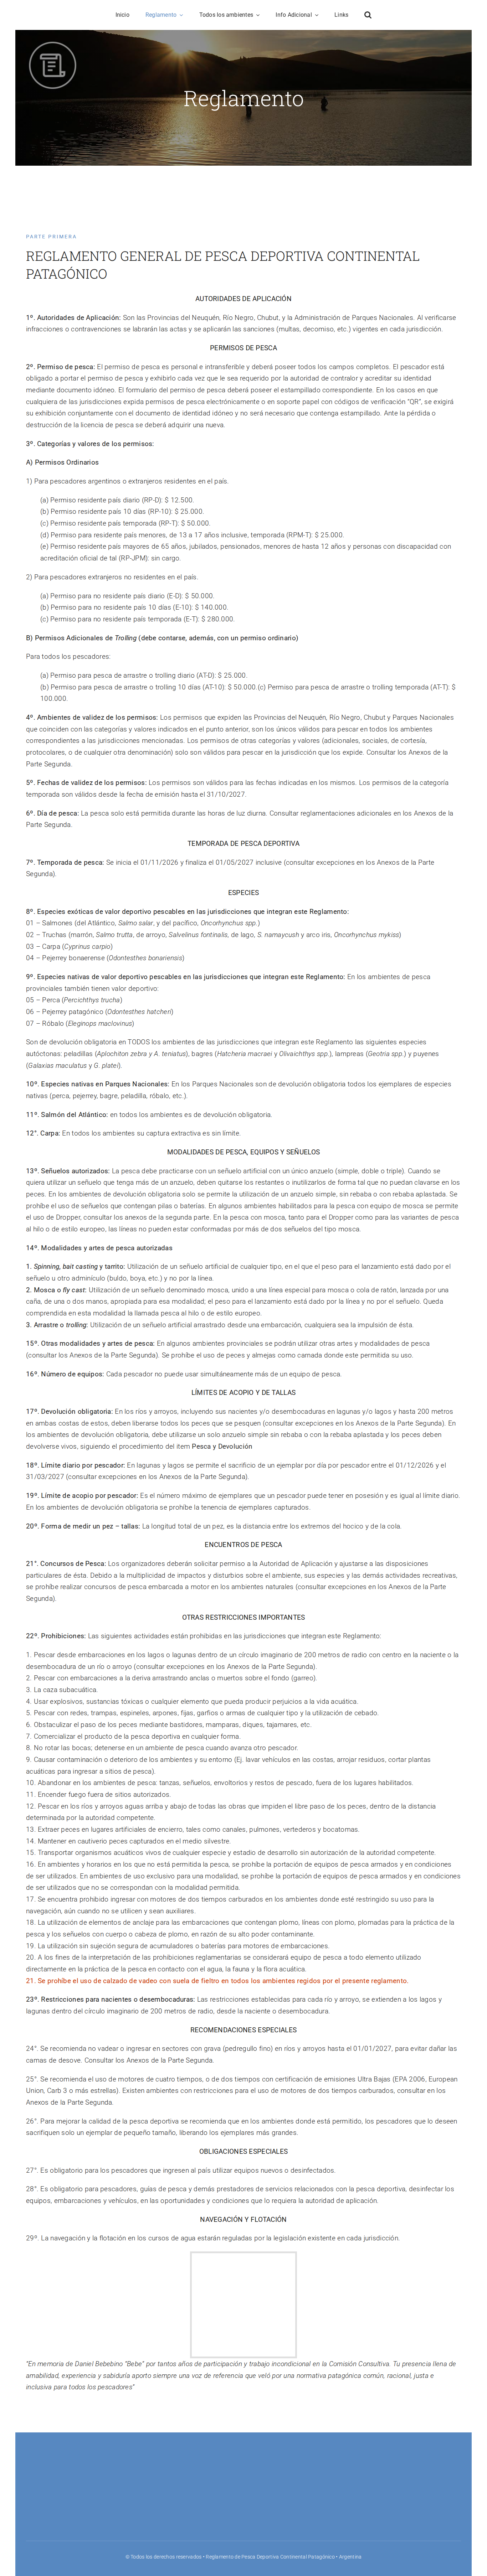 Inicio Reglamento Todos los ambientes Info Adicional Links
Reglamento
PARTE PRIMERA
REGLAMENTO GENERAL DE PESCA DEPORTIVA CONTINENTAL
PATAGÓNICO
AUTORIDADES DE APLICACIÓN
1º. Autoridades de Aplicación: Son las Provincias del Neuquén, Río Negro, Chubut, y la Administración de Parques Nacionales. Al verificarse
infracciones o contravenciones se labrarán las actas y se aplicarán las sanciones (multas, decomiso, etc.) vigentes en cada jurisdicción.
PERMISOS DE PESCA
2º. Permiso de pesca: El permiso de pesca es personal e intransferible y deberá poseer todos los campos completos. El pescador está
obligado a portar el permiso de pesca y exhibirlo cada vez que le sea requerido por la autoridad de contralor y acreditar su identidad
mediante documento idóneo. El formulario del permiso de pesca deberá poseer el estampillado correspondiente. En los casos en que
cualquiera de las jurisdicciones expida permisos de pesca electrónicamente o en soporte papel con códigos de verificación "QR", se exigirá
su exhibición conjuntamente con el documento de identidad idóneo y no será necesario que contenga estampillado. Ante la pérdida o
destrucción de la licencia de pesca se deberá adquirir una nueva.
3º. Categorías y valores de los permisos:
A) Permisos Ordinarios
1) Para pescadores argentinos o extranjeros residentes en el país.
(a) Permiso residente país diario (RP-D): $ 12.500.
(b) Permiso residente país 10 días (RP-10): $ 25.000.
(c) Permiso residente país temporada (RP-T): $ 50.000.
(d) Permiso para residente país menores, de 13 a 17 años inclusive, temporada (RPM-T): $ 25.000.
(e) Permiso residente país mayores de 65 años, jubilados, pensionados, menores de hasta 12 años y personas con discapacidad con
acreditación oficial de tal (RP-JPM): sin cargo.
2) Para pescadores extranjeros no residentes en el país.
(a) Permiso para no residente país diario (E-D): $ 50.000.
(b) Permiso para no residente país 10 días (E-10): $ 140.000.
(c) Permiso para no residente país temporada (E-T): $ 280.000.
B) Permisos Adicionales de Trolling (debe contarse, además, con un permiso ordinario)
Para todos los pescadores:
(a) Permiso para pesca de arrastre o trolling diario (AT-D): $ 25.000.
(b) Permiso para pesca de arrastre o trolling 10 días (AT-10): $ 50.000.(c) Permiso para pesca de arrastre o trolling temporada (AT-T): $
100.000.
4º. Ambientes de validez de los permisos: Los permisos que expiden las Provincias del Neuquén, Río Negro, Chubut y Parques Nacionales
que coinciden con las categorías y valores indicados en el punto anterior, son los únicos válidos para pescar en todos los ambientes
correspondientes a las jurisdicciones mencionadas. Los permisos de otras categorías y valores (adicionales, sociales, de cortesía,
protocolares, o de cualquier otra denominación) solo son válidos para pescar en la jurisdicción que los expide. Consultar los Anexos de la
Parte Segunda.
5º. Fechas de validez de los permisos: Los permisos son válidos para las fechas indicadas en los mismos. Los permisos de la categoría
temporada son válidos desde la fecha de emisión hasta el 31/10/2027.
6º. Día de pesca: La pesca solo está permitida durante las horas de luz diurna. Consultar reglamentaciones adicionales en los Anexos de la
Parte Segunda.
TEMPORADA DE PESCA DEPORTIVA
7º. Temporada de pesca: Se inicia el 01/11/2026 y finaliza el 01/05/2027 inclusive (consultar excepciones en los Anexos de la Parte
Segunda).
ESPECIES
8º. Especies exóticas de valor deportivo pescables en las jurisdicciones que integran este Reglamento:
01 – Salmones (del Atlántico, Salmo salar, y del pacífico, Oncorhynchus spp.)
02 – Truchas (marrón, Salmo trutta, de arroyo, Salvelinus fontinalis, de lago, S. namaycush y arco iris, Oncorhynchus mykiss)
03 – Carpa (Cyprinus carpio)
04 – Pejerrey bonaerense (Odontesthes bonariensis)
9º. Especies nativas de valor deportivo pescables en las jurisdicciones que integran este Reglamento: En los ambientes de pesca
provinciales también tienen valor deportivo:
05 – Perca (Percichthys trucha)
06 – Pejerrey patagónico (Odontesthes hatcheri)
07 – Róbalo (Eleginops maclovinus)
Son de devolución obligatoria en TODOS los ambientes de las jurisdicciones que integran este Reglamento las siguientes especies
autóctonas: peladillas (Aplochiton zebra y A. teniatus), bagres (Hatcheria macraei y Olivaichthys spp.), lampreas (Geotria spp.) y puyenes
(Galaxias maculatus y G. platei).
10º. Especies nativas en Parques Nacionales: En los Parques Nacionales son de devolución obligatoria todos los ejemplares de especies
nativas (perca, pejerrey, bagre, peladilla, róbalo, etc.).
11º. Salmón del Atlántico: en todos los ambientes es de devolución obligatoria.
12°. Carpa: En todos los ambientes su captura extractiva es sin límite.
MODALIDADES DE PESCA, EQUIPOS Y SEÑUELOS
13º. Señuelos autorizados: La pesca debe practicarse con un señuelo artificial con un único anzuelo (simple, doble o triple). Cuando se
quiera utilizar un señuelo que tenga más de un anzuelo, deben quitarse los restantes o inutilizarlos de forma tal que no puedan clavarse en los
peces. En los ambientes de devolución obligatoria solo se permite la utilización de un anzuelo simple, sin rebaba o con rebaba aplastada. Se
prohíbe el uso de señuelos que contengan pilas o baterías. En algunos ambientes habilitados para la pesca con equipo de mosca se permite
el uso de Dropper, consultar los anexos de la segunda parte. En la pesca con mosca, tanto para el Dropper como para las variantes de pesca
al hilo o de estilo europeo, las líneas no pueden estar conformadas por más de dos señuelos del tipo mosca.
14º. Modalidades y artes de pesca autorizadas
1. Spinning, bait casting y tarrito: Utilización de un señuelo artificial de cualquier tipo, en el que el peso para el lanzamiento está dado por el
señuelo u otro adminículo (buldo, boya, etc.) y no por la línea.
2. Mosca o fly cast: Utilización de un señuelo denominado mosca, unido a una línea especial para mosca o cola de ratón, lanzada por una
caña, de una o dos manos, apropiada para esa modalidad; el peso para el lanzamiento está dado por la línea y no por el señuelo. Queda
comprendida en esta modalidad la llamada pesca al hilo o de estilo europeo.
3. Arrastre o trolling: Utilización de un señuelo artificial arrastrado desde una embarcación, cualquiera sea la impulsión de ésta.
15º. Otras modalidades y artes de pesca: En algunos ambientes provinciales se podrán utilizar otras artes y modalidades de pesca
(consultar los Anexos de la Parte Segunda). Se prohíbe el uso de peces y almejas como carnada donde este permitida su uso.
16º. Número de equipos: Cada pescador no puede usar simultáneamente más de un equipo de pesca.
LÍMITES DE ACOPIO Y DE TALLAS
17º. Devolución obligatoria: En los ríos y arroyos, incluyendo sus nacientes y/o desembocaduras en lagunas y/o lagos y hasta 200 metros
en ambas costas de estos, deben liberarse todos los peces que se pesquen (consultar excepciones en los Anexos de la Parte Segunda). En
los ambientes de devolución obligatoria, debe utilizarse un solo anzuelo simple sin rebaba o con la rebaba aplastada y los peces deben
devolverse vivos, siguiendo el procedimiento del ítem Pesca y Devolución
18º. Límite diario por pescador: En lagunas y lagos se permite el sacrificio de un ejemplar por día por pescador entre el 01/12/2026 y el
31/03/2027 (consultar excepciones en los Anexos de la Parte Segunda).
19º. Límite de acopio por pescador: Es el número máximo de ejemplares que un pescador puede tener en posesión y es igual al límite diario.
En los ambientes de devolución obligatoria se prohíbe la tenencia de ejemplares capturados.
20º. Forma de medir un pez – tallas: La longitud total de un pez, es la distancia entre los extremos del hocico y de la cola.
ENCUENTROS DE PESCA
21°. Concursos de Pesca: Los organizadores deberán solicitar permiso a la Autoridad de Aplicación y ajustarse a las disposiciones
particulares de ésta. Debido a la multiplicidad de impactos y disturbios sobre el ambiente, sus especies y las demás actividades recreativas,
se prohíbe realizar concursos de pesca embarcada a motor en los ambientes naturales (consultar excepciones en los Anexos de la Parte
Segunda).
OTRAS RESTRICCIONES IMPORTANTES
22º. Prohibiciones: Las siguientes actividades están prohibidas en las jurisdicciones que integran este Reglamento:
1. Pescar desde embarcaciones en los lagos o lagunas dentro de un círculo imaginario de 200 metros de radio con centro en la naciente o la
desembocadura de un río o arroyo (consultar excepciones en los Anexos de la Parte Segunda).
2. Pescar con embarcaciones a la deriva arrastrando anclas o muertos sobre el fondo (garreo).
3. La caza subacuática.
4. Usar explosivos, sustancias tóxicas o cualquier elemento que pueda producir perjuicios a la vida acuática.
5. Pescar con redes, trampas, espineles, arpones, fijas, garfios o armas de cualquier tipo y la utilización de cebado.
6. Obstaculizar el paso de los peces mediante bastidores, mamparas, diques, tajamares, etc.
7. Comercializar el producto de la pesca deportiva en cualquier forma.
8. No rotar las bocas; detenerse en un ambiente de pesca cuando avanza otro pescador.
9. Causar contaminación o deterioro de los ambientes y su entorno (Ej. lavar vehículos en las costas, arrojar residuos, cortar plantas
acuáticas para ingresar a sitios de pesca).
10. Abandonar en los ambientes de pesca: tanzas, señuelos, envoltorios y restos de pescado, fuera de los lugares habilitados.
11. Encender fuego fuera de sitios autorizados.
12. Pescar en los ríos y arroyos aguas arriba y abajo de todas las obras que impiden el libre paso de los peces, dentro de la distancia
determinada por la autoridad competente.
13. Extraer peces en lugares artificiales de encierro, tales como canales, pulmones, vertederos y bocatomas.
14. Mantener en cautiverio peces capturados en el medio silvestre.
15. Transportar organismos acuáticos vivos de cualquier especie y estadio de desarrollo sin autorización de la autoridad competente.
16. En ambientes y horarios en los que no está permitida la pesca, se prohíbe la portación de equipos de pesca armados y en condiciones
de ser utilizados. En ambientes de uso exclusivo para una modalidad, se prohíbe la portación de equipos de pesca armados y en condiciones
de ser utilizados que no se correspondan con la modalidad permitida.
17. Se encuentra prohibido ingresar con motores de dos tiempos carburados en los ambientes donde esté restringido su uso para la
navegación, aún cuando no se utilicen y sean auxiliares.
18. La utilización de elementos de anclaje para las embarcaciones que contengan plomo, líneas con plomo, plomadas para la práctica de la
pesca y los señuelos con cuerpo o cabeza de plomo, en razón de su alto poder contaminante.
19. La utilización sin sujeción segura de acumuladores o baterías para motores de embarcaciones.
20. A los fines de la interpretación de las prohibiciones reglamentarias se considerará equipo de pesca a todo elemento utilizado
directamente en la práctica de la pesca en contacto con el agua, la fauna y la flora acuática.
21. Se prohíbe el uso de calzado de vadeo con suela de fieltro en todos los ambientes regidos por el presente reglamento.
23º. Restricciones para nacientes o desembocaduras: Las restricciones establecidas para cada río y arroyo, se extienden a los lagos y
lagunas dentro del círculo imaginario de 200 metros de radio, desde la naciente o desembocadura.
RECOMENDACIONES ESPECIALES
24°. Se recomienda no vadear o ingresar en sectores con grava (pedregullo fino) en ríos y arroyos hasta el 01/01/2027, para evitar dañar las
camas de desove. Consultar los Anexos de la Parte Segunda.
25°. Se recomienda el uso de motores de cuatro tiempos, o de dos tiempos con certificación de emisiones Ultra Bajas (EPA 2006, European
Union, Carb 3 o más estrellas). Existen ambientes con restricciones para el uso de motores de dos tiempos carburados, consultar en los
Anexos de la Parte Segunda.
26°. Para mejorar la calidad de la pesca deportiva se recomienda que en los ambientes donde está permitido, los pescadores que lo deseen
sacrifiquen solo un ejemplar de pequeño tamaño, liberando los ejemplares más grandes.
OBLIGACIONES ESPECIALES
27°. Es obligatorio para los pescadores que ingresen al país utilizar equipos nuevos o desinfectados.
28°. Es obligatorio para pescadores, guías de pesca y demás prestadores de servicios relacionados con la pesca deportiva, desinfectar los
equipos, embarcaciones y vehículos, en las oportunidades y condiciones que lo requiera la autoridad de aplicación.
NAVEGACIÓN Y FLOTACIÓN
29º. La navegación y la flotación en los cursos de agua estarán reguladas por la legislación existente en cada jurisdicción.
"En memoria de Daniel Bebebino "Bebe" por tantos años de participación y trabajo incondicional en la Comisión Consultiva. Tu presencia llena de
amabilidad, experiencia y sabiduría aporto siempre una voz de referencia que veló por una normativa patagónica común, racional, justa e
inclusiva para todos los pescadores"
© Todos los derechos reservados • Reglamento de Pesca Deportiva Continental Patagónico • Argentina